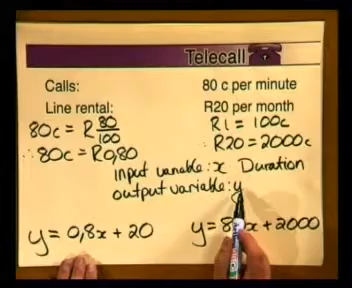 Telecall
Calls: 80 c per minute
Line rental: R20 per month
80c = R 80/100 R1 = 100c
∴ 80c = R0,80 ∴ R20 = 2000c
Input variable: x Duration
output variable: y
y = 0,8x + 20 y = 80x + 2000